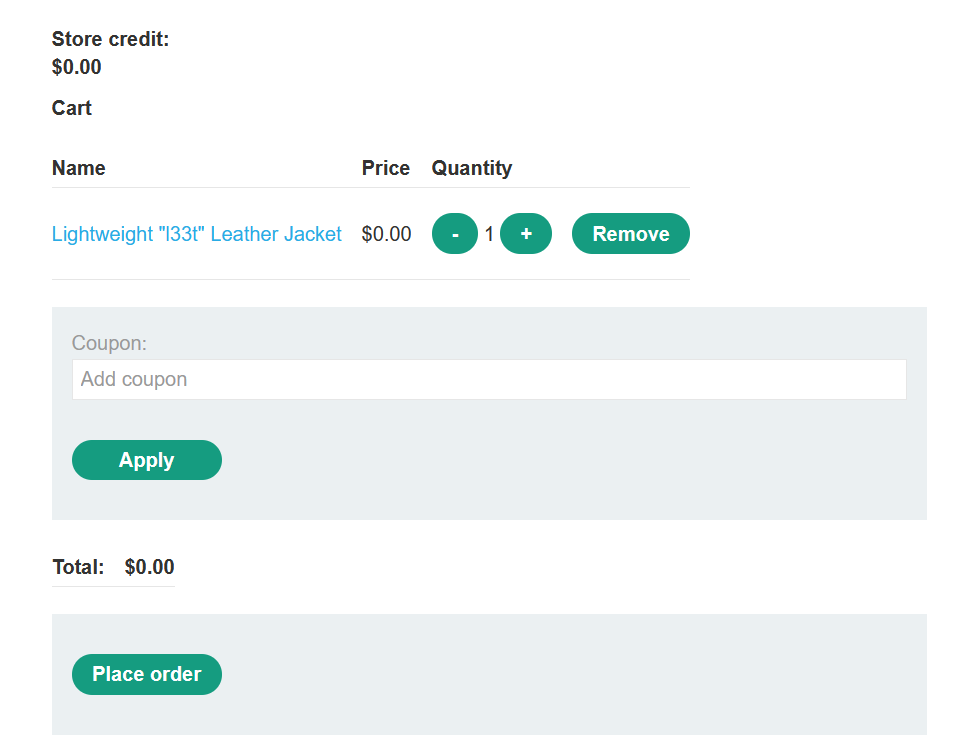 Store credit:
$0.00
Cart
Name Price Quantity
Lightweight "l33t" Leather Jacket $0.00 - 1 + Remove
Coupon:
Add coupon
Apply
Total: $0.00
Place order